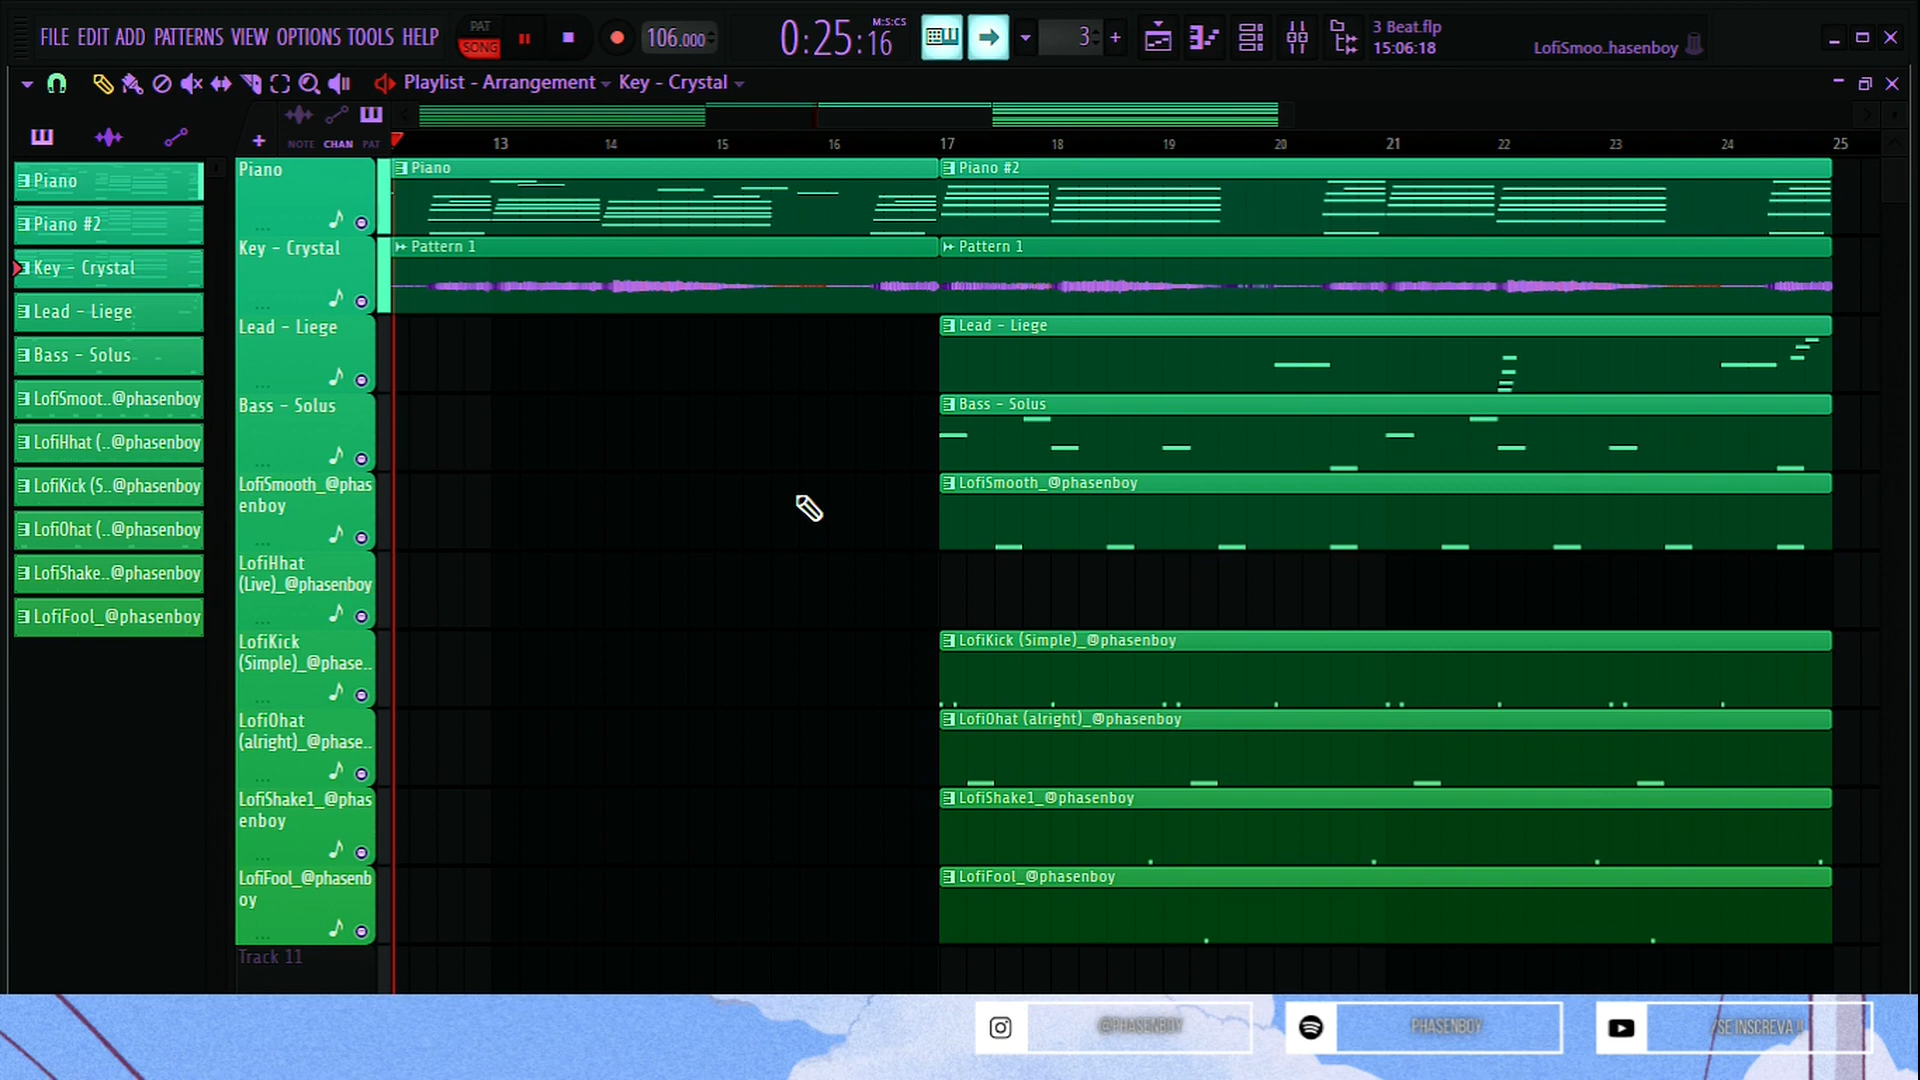 FILE EDIT ADD PATTERNS VIEW OPTIONS TOOLS HELP
PAT
SONG
106.000
0:25:16
M:S:CS
3
3 Beat.flp
15:06:18
LofiSmoo..hasenboy
Playlist - Arrangement
Key - Crystal
NOTE CHAN PAT
13 14 15 16 17 18 19 20 21 22 23 24 25
Piano
Piano #2
Key - Crystal
Lead - Liege
Bass - Solus
LofiSmoot..@phasenboy
LofiHhat (..@phasenboy
LofiKick (S..@phasenboy
LofiOhat (..@phasenboy
LofiShake..@phasenboy
LofiFool_@phasenboy
Piano
Piano
Piano #2
Key - Crystal
Pattern 1
Pattern 1
Lead - Liege
Lead - Liege
Bass - Solus
Bass - Solus
LofiSmooth_@phas
enboy
LofiSmooth_@phasenboy
LofiHhat
(Live)_@phasenboy
LofiKick
(Simple)_@phase..
LofiKick (Simple)_@phasenboy
LofiOhat
(alright)_@phase..
LofiOhat (alright)_@phasenboy
LofiShake1_@phas
enboy
LofiShake1_@phasenboy
LofiFool_@phasenb
oy
LofiFool_@phasenboy
Track 11
@PHASENBOY
PHASENBOY
/SE INSCREVA !!